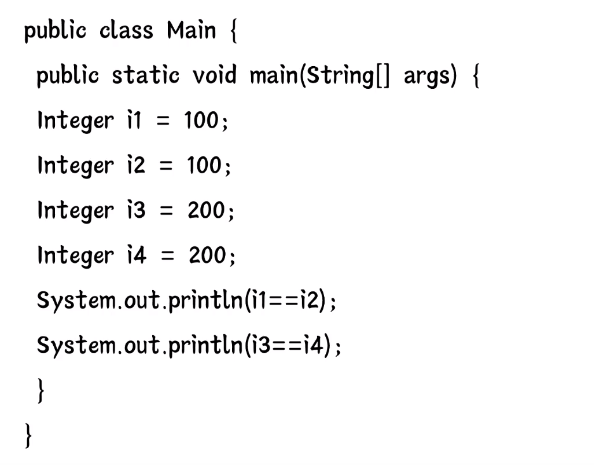 public class Main {
public static void main(String[] args) {
Integer i1 = 100;
Integer i2 = 100;
Integer i3 = 200;
Integer i4 = 200;
System.out.println(i1==i2);
System.out.println(i3==i4);
}
}